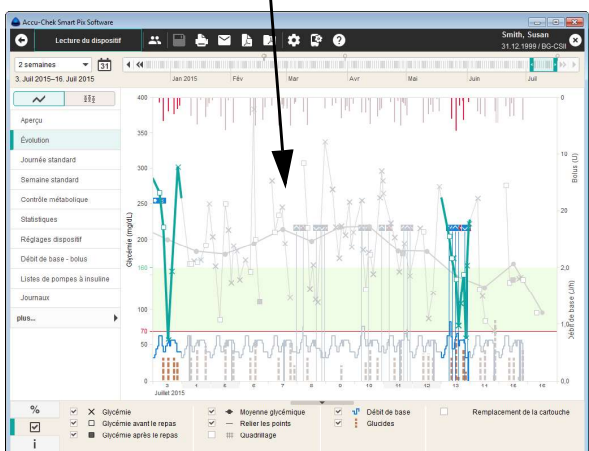 Accu-Chek Smart Pix Software
Lecture du dispositif
Smith, Susan
31.12.1999 / BG-CSII
2 semaines
31
3. Juil 2015–16. Juil 2015
Jan 2015 Fév Mar Avr Mai Juin Juil
Aperçu
Évolution
Journée standard
Semaine standard
Contrôle métabolique
Statistiques
Réglages dispositif
Débit de base - bolus
Listes de pompes à insuline
Journaux
plus...
Glycémie (mg/dL)
400
350
300
250
200
160
100
70
50
0
0
10
20
2,0
1,0
0,0
Bolus (U)
Débit de base (U/h)
3 4 5 6 7 8 9 10 11 12 13 14 15 16
Juillet 2015
%
i
Glycémie
Glycémie avant le repas
Glycémie après le repas
Moyenne glycémique
Relier les points
Quadrillage
Débit de base
Glucides
Remplacement de la cartouche